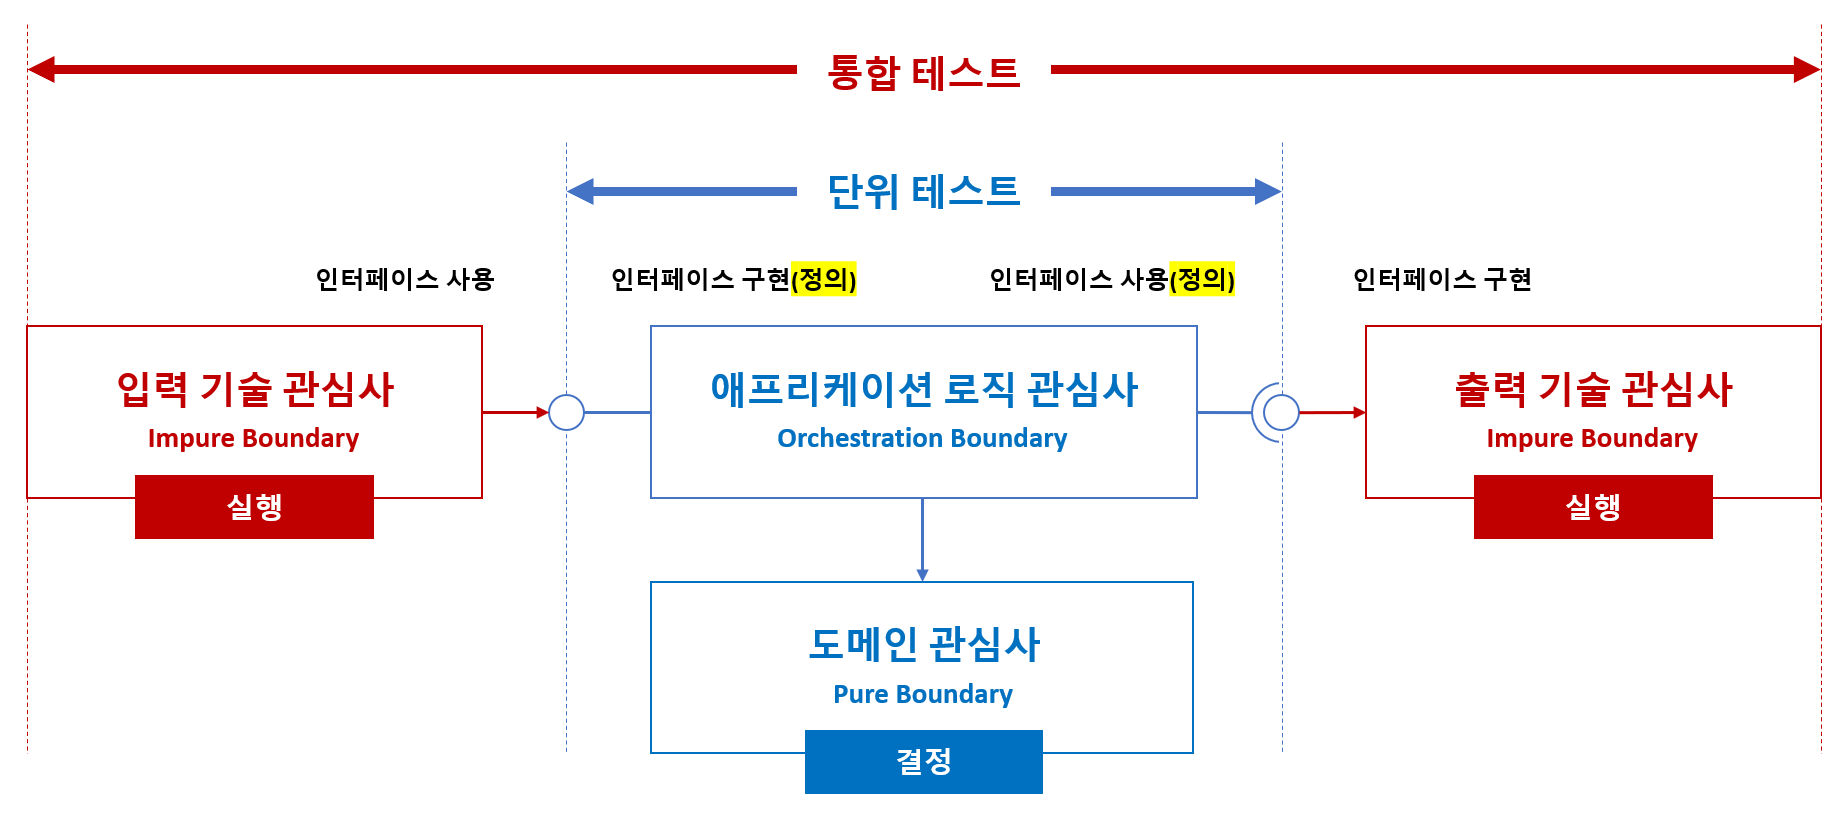 통합 테스트
단위 테스트
인터페이스 사용
인터페이스 구현(정의)
인터페이스 사용(정의)
인터페이스 구현
입력 기술 관심사
Impure Boundary
실행
애프리케이션 로직 관심사
Orchestration Boundary
출력 기술 관심사
Impure Boundary
실행
도메인 관심사
Pure Boundary
결정